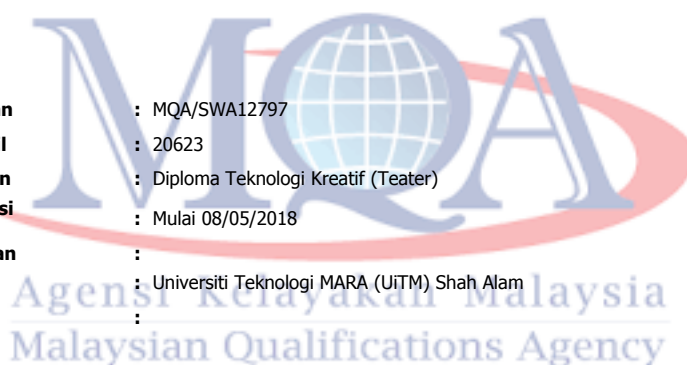 MQA
an : MQA/SWA12797
l : 20623
n : Diploma Teknologi Kreatif (Teater)
si : Mulai 08/05/2018
an :
: Universiti Teknologi MARA (UiTM) Shah Alam
:
Agensi Kelayakan Malaysia
Malaysian Qualifications Agency